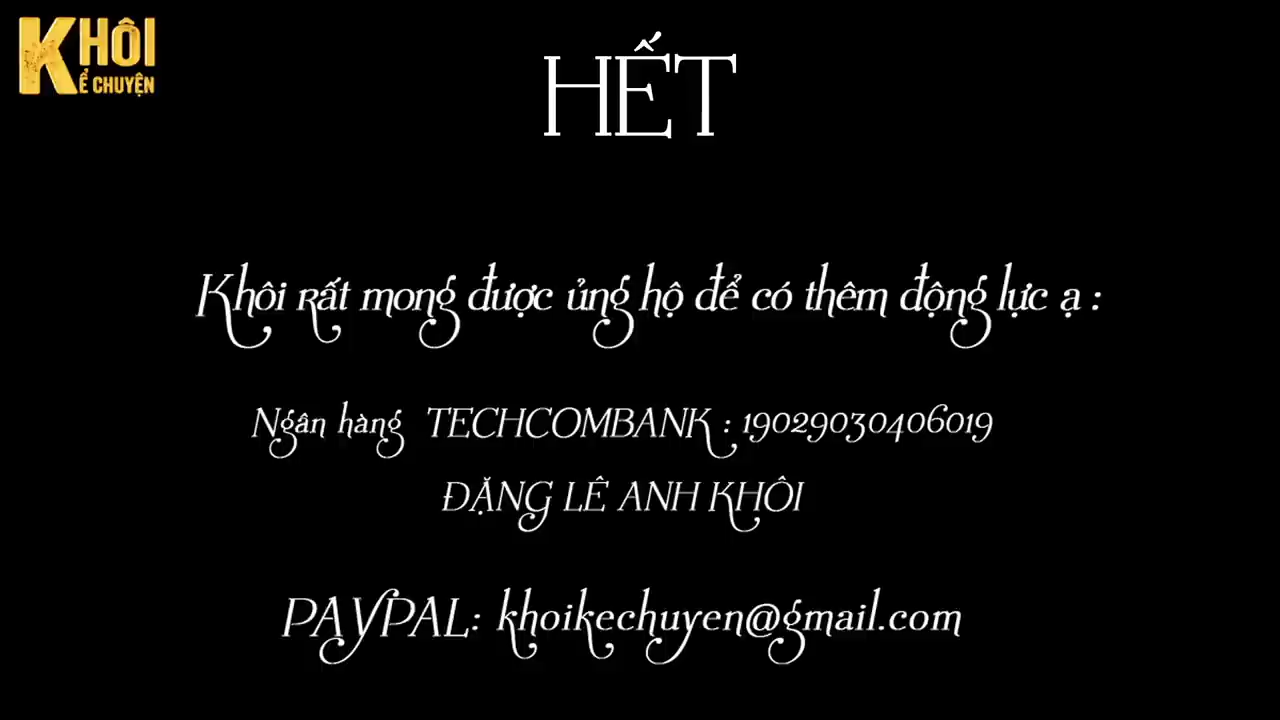 KHÔI
KỂ CHUYỆN
HẾT
Khôi rất mong được ủng hộ để có thêm động lực ạ :
Ngân hàng TECHCOMBANK : 19029030406019
ĐẶNG LÊ ANH KHÔI
PAYPAL: khoikechuyen@gmail.com